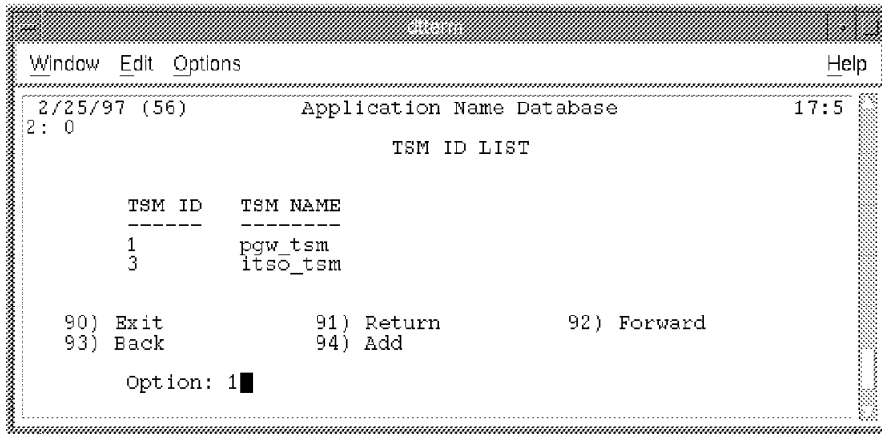 dtterm
Window Edit Options Help
2/25/97 (56) Application Name Database 17:5
2: 0
TSM ID LIST
TSM ID TSM NAME
------ --------
1 pgw_tsm
3 itso_tsm
90) Exit 91) Return 92) Forward
93) Back 94) Add
Option: 1